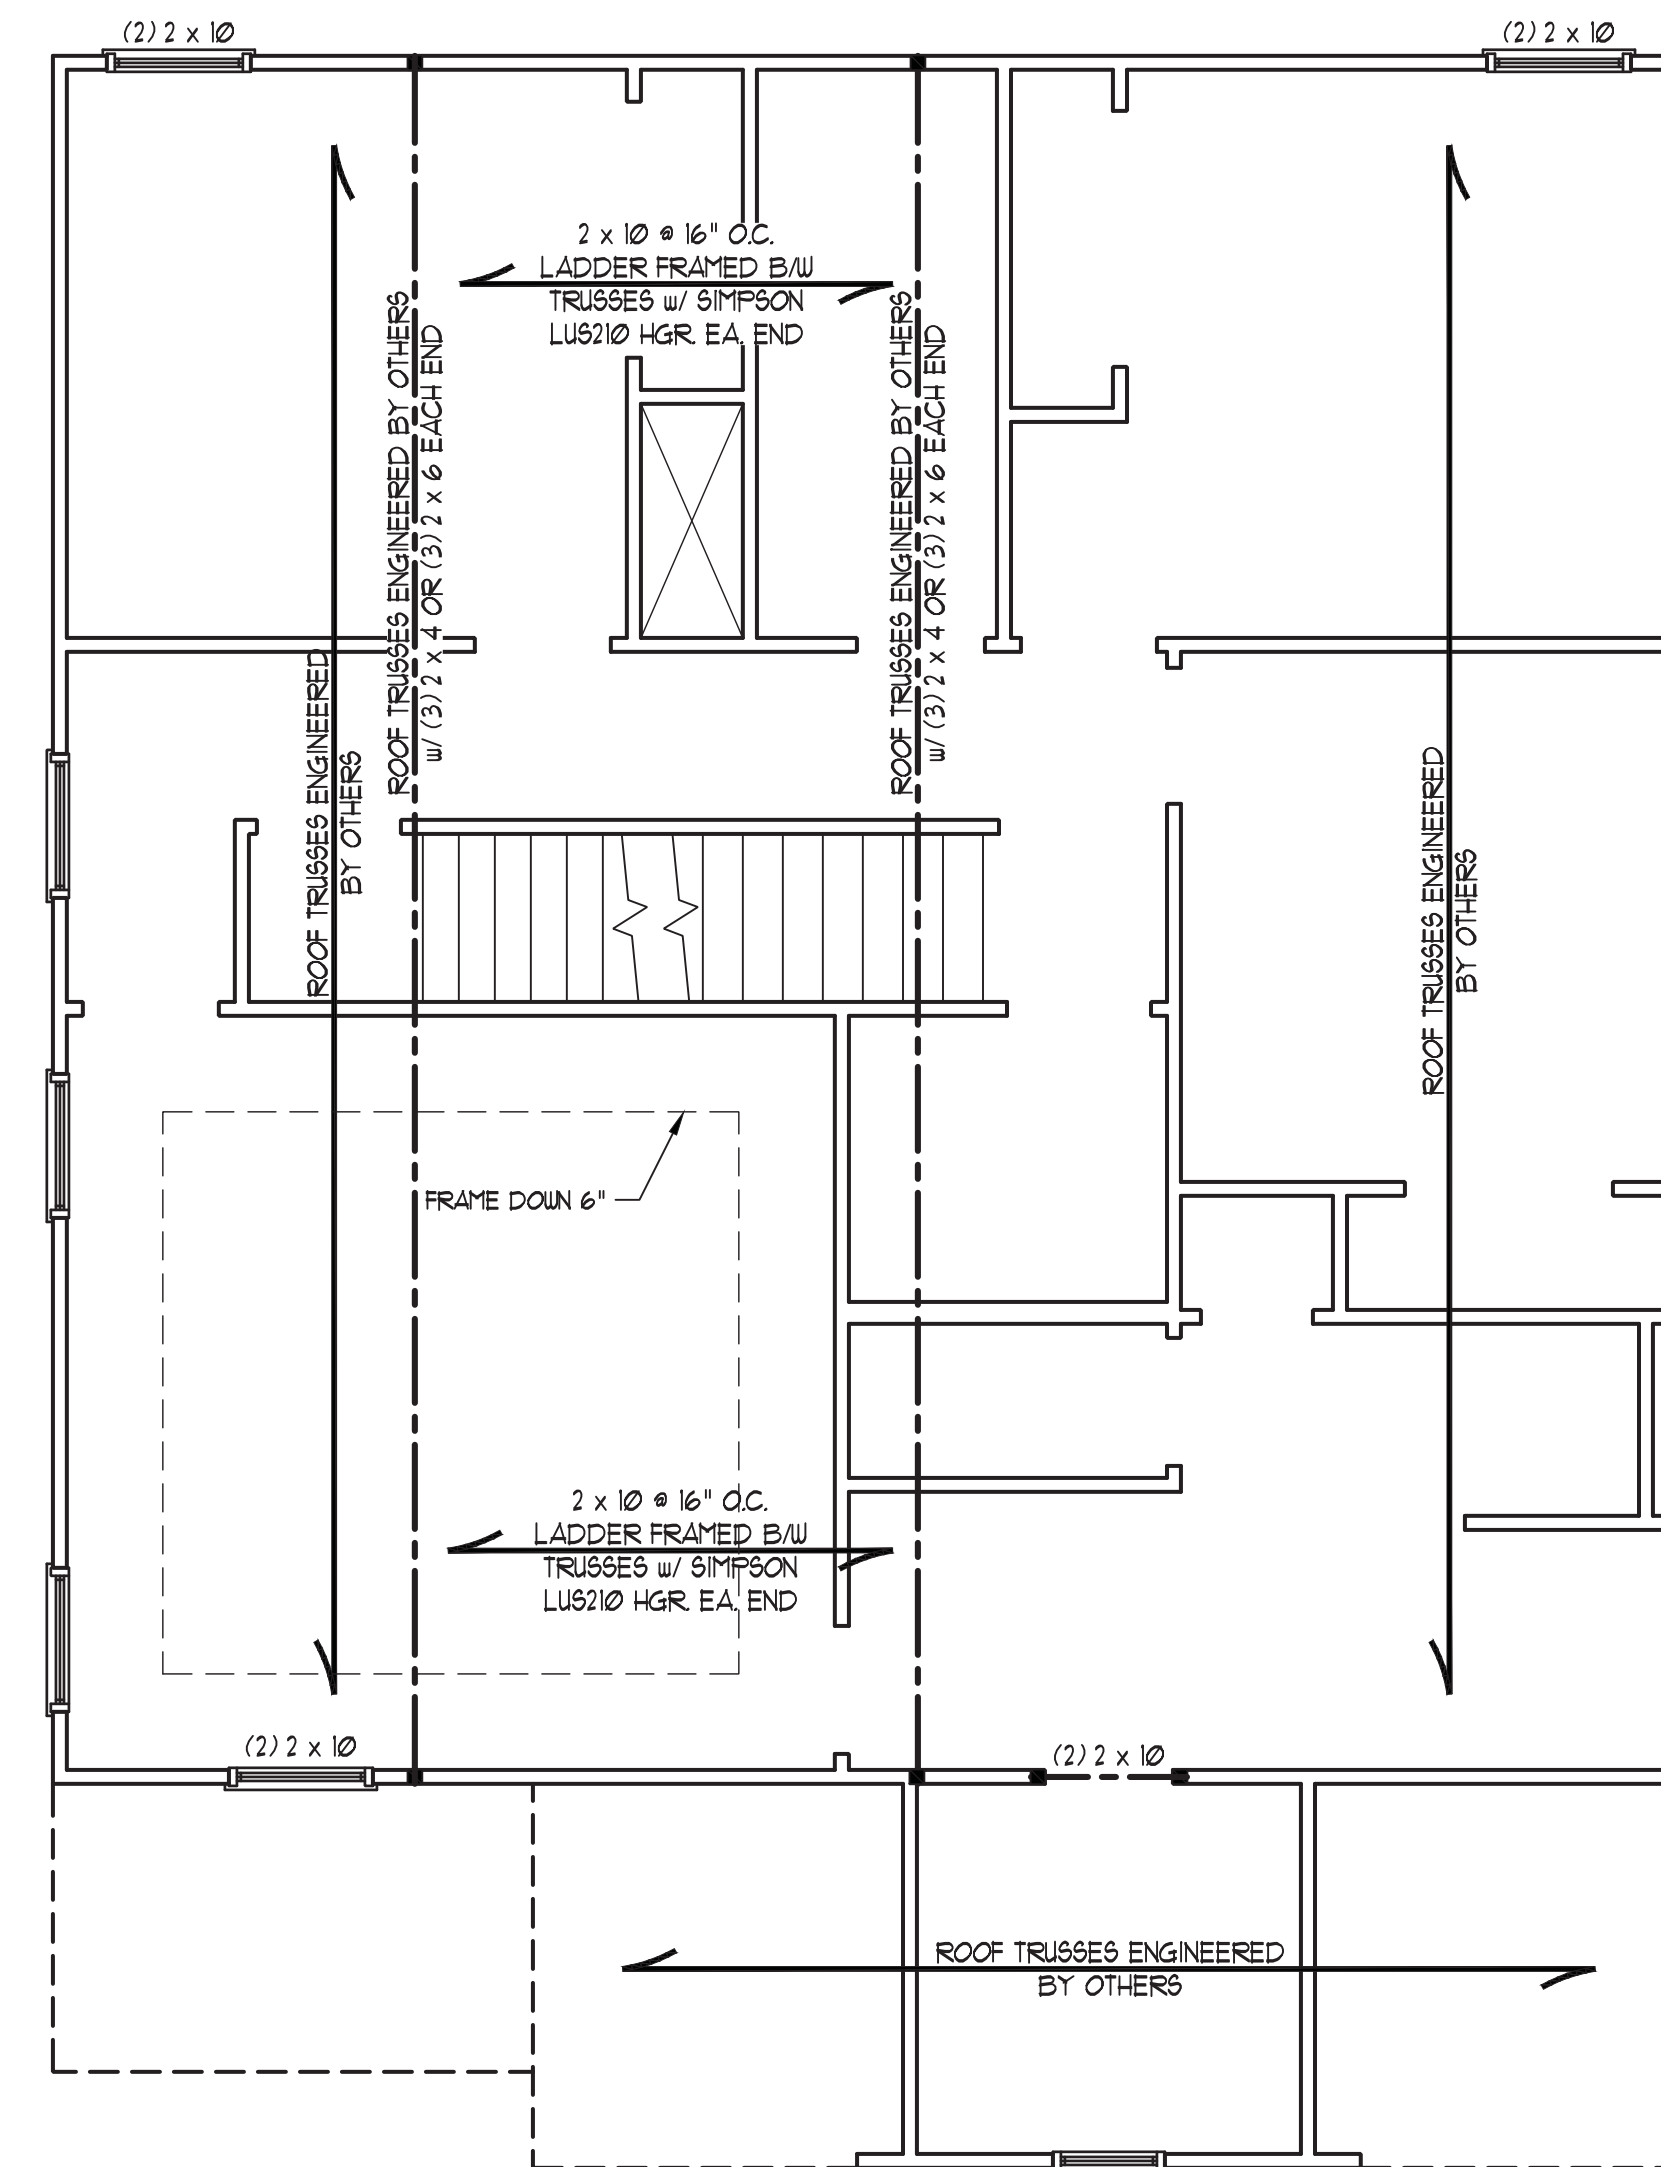 (2) 2 x 10
(2) 2 x 10
2 x 10 @ 16" O.C.
LADDER FRAMED B/W
TRUSSES w/ SIMPSON
LUS210 HGR. EA. END
ROOF TRUSSES ENGINEERED BY OTHERS
w/ (3) 2 x 4 OR (3) 2 x 6 EACH END
ROOF TRUSSES ENGINEERED BY OTHERS
w/ (3) 2 x 4 OR (3) 2 x 6 EACH END
ROOF TRUSSES ENGINEERED
BY OTHERS
ROOF TRUSSES ENGINEERED
BY OTHERS
FRAME DOWN 6"
2 x 10 @ 16" O.C.
LADDER FRAMED B/W
TRUSSES w/ SIMPSON
LUS210 HGR. EA. END
(2) 2 x 10
(2) 2 x 10
ROOF TRUSSES ENGINEERED
BY OTHERS